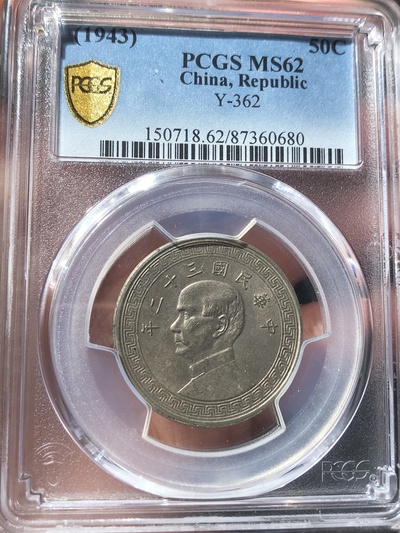 (1943) 50C
PCGS MS62
China, Republic
Y-362
PCGS
150718.62/87360680
年二十三國民華中
PCGS